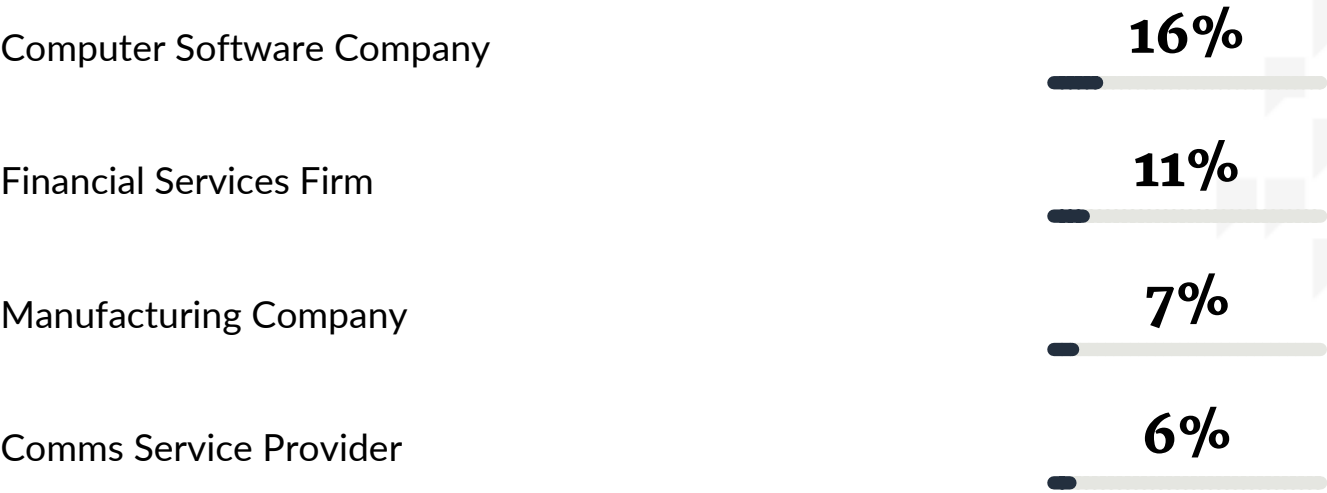 Computer Software Company 16%
Financial Services Firm 11%
Manufacturing Company 7%
Comms Service Provider 6%